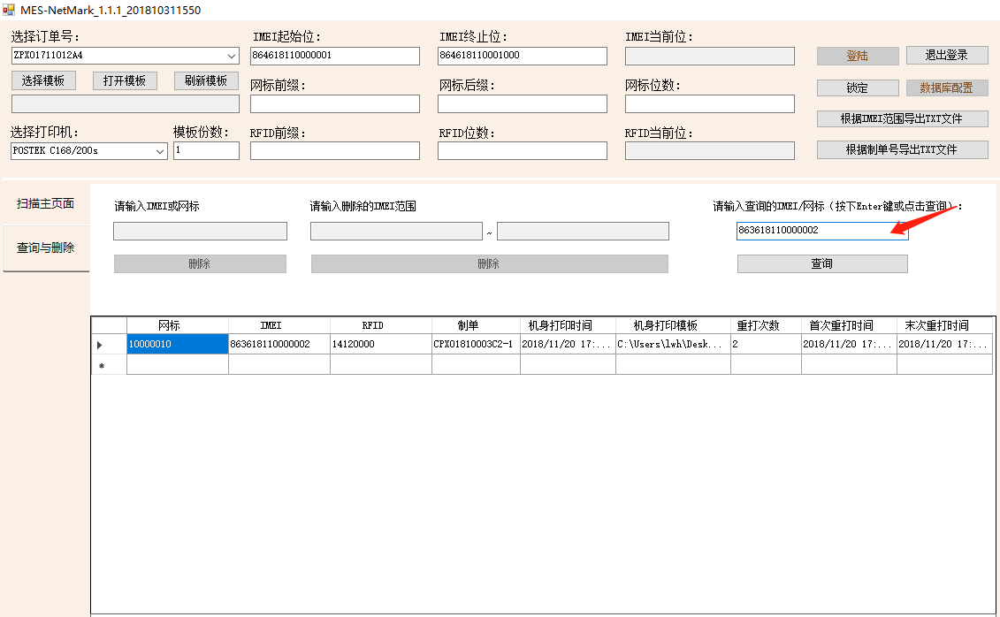 MES-NetMark_1.1.1_201810311550
选择订单号： IMEI起始位： IMEI终止位： IMEI当前位：
ZPX01711012A4 864618110000001 864618110001000 登陆 退出登录
选择模板 打开模板 刷新模板 网标前缀： 网标后缀： 网标位数： 锁定 数据库配置
根据IMEI范围导出TXT文件
选择打印机： 模板份数： RFID前缀： RFID位数： RFID当前位：
POSTEK C168/200s 1 根据制单号导出TXT文件
扫描主页面 请输入IMEI或网标 请输入删除的IMEI范围 请输入查询的IMEI/网标（按下Enter键或点击查询）：
~ 863618110000002
查询与删除
删除 删除 查询
网标 IMEI RFID 制单 机身打印时间 机身打印模板 重打次数 首次重打时间 末次重打时间
10000010 863618110000002 14120000 CPX01810003C2-1 2018/11/20 17:... C:\Users\lwh\Desk... 2 2018/11/20 17:... 2018/11/20 17:...